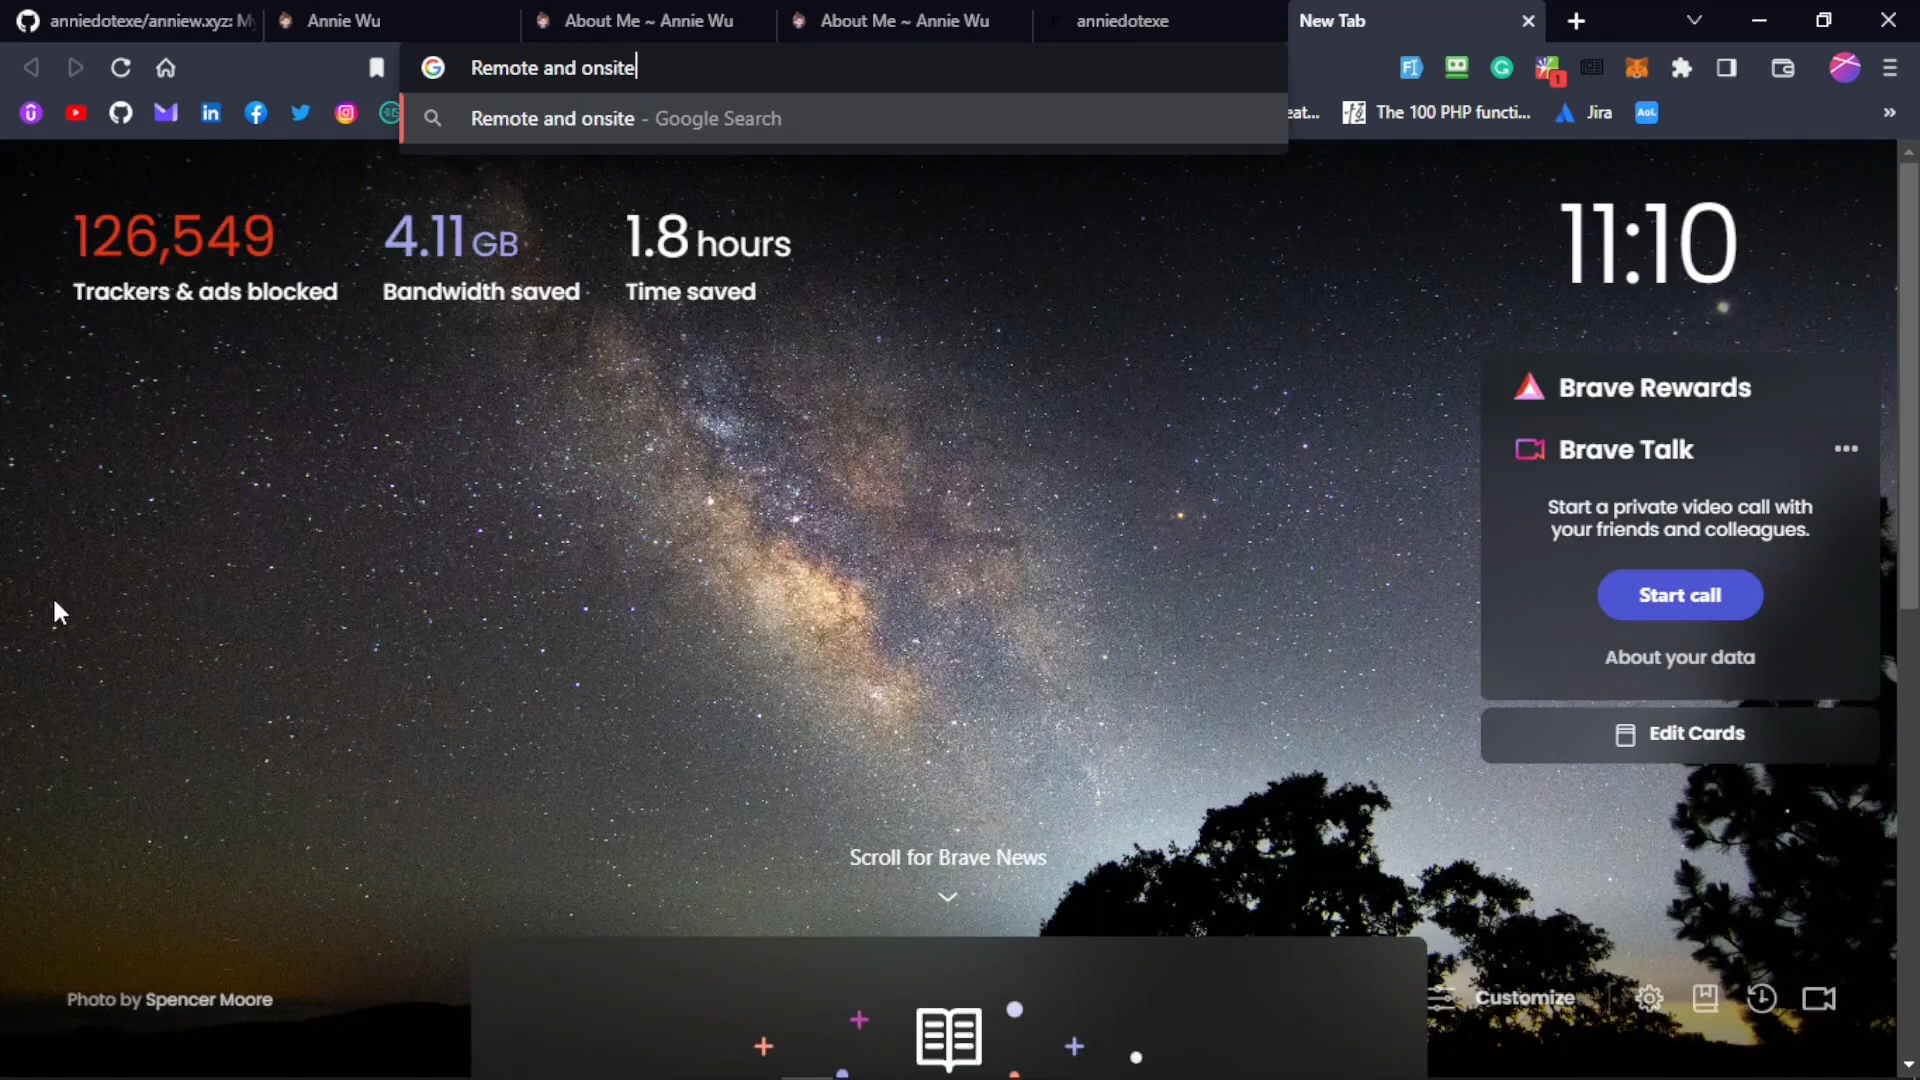 anniedotexe/anniew.xyz: My
Annie Wu
About Me ~ Annie Wu
About Me ~ Annie Wu
anniedotexe
New Tab
Remote and onsite
1
Remote and onsite - Google Search
eat...
The 100 PHP functi...
Jira
Aol.
126,549
Trackers & ads blocked
4.11 GB
Bandwidth saved
1.8 hours
Time saved
11:10
Brave Rewards
Brave Talk
Start a private video call with
your friends and colleagues.
Start call
About your data
Edit Cards
Scroll for Brave News
Photo by Spencer Moore
Customize